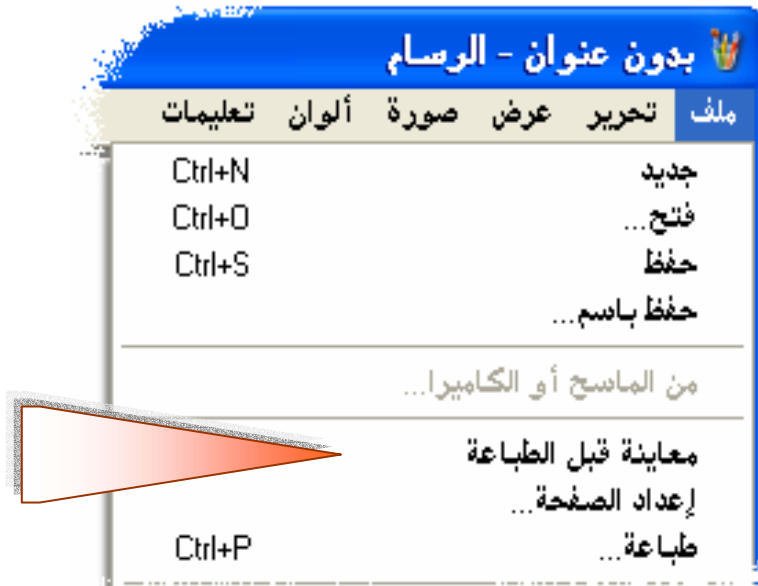 بدون عنوان - الرسام
ملف تحرير عرض صورة ألوان تعليمات
جديد Ctrl+N
فتح... Ctrl+O
حفظ Ctrl+S
حفظ باسم...
من الماسح أو الكاميرا...
معاينة قبل الطباعة
إعداد الصفحة...
طباعة... Ctrl+P